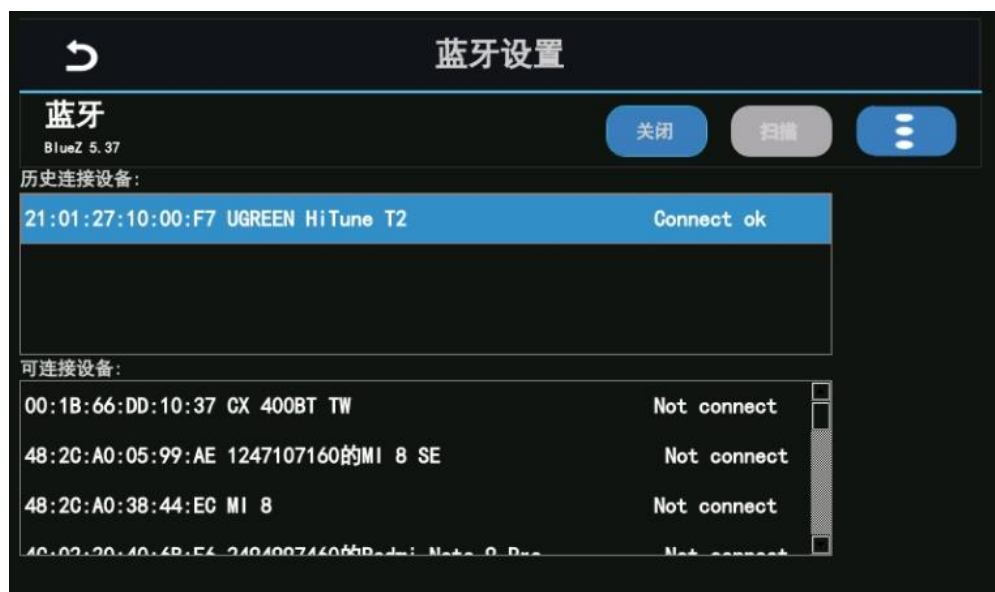 蓝牙设置
蓝牙
BlueZ 5.37
关闭
扫描
历史连接设备:
21:01:27:10:00:F7 UGREEN HiTune T2 Connect ok
可连接设备:
00:1B:66:DD:10:37 CX 400BT TW Not connect
48:2C:A0:05:99:AE 1247107160的MI 8 SE Not connect
48:2C:A0:38:44:EC MI 8 Not connect
Not connect